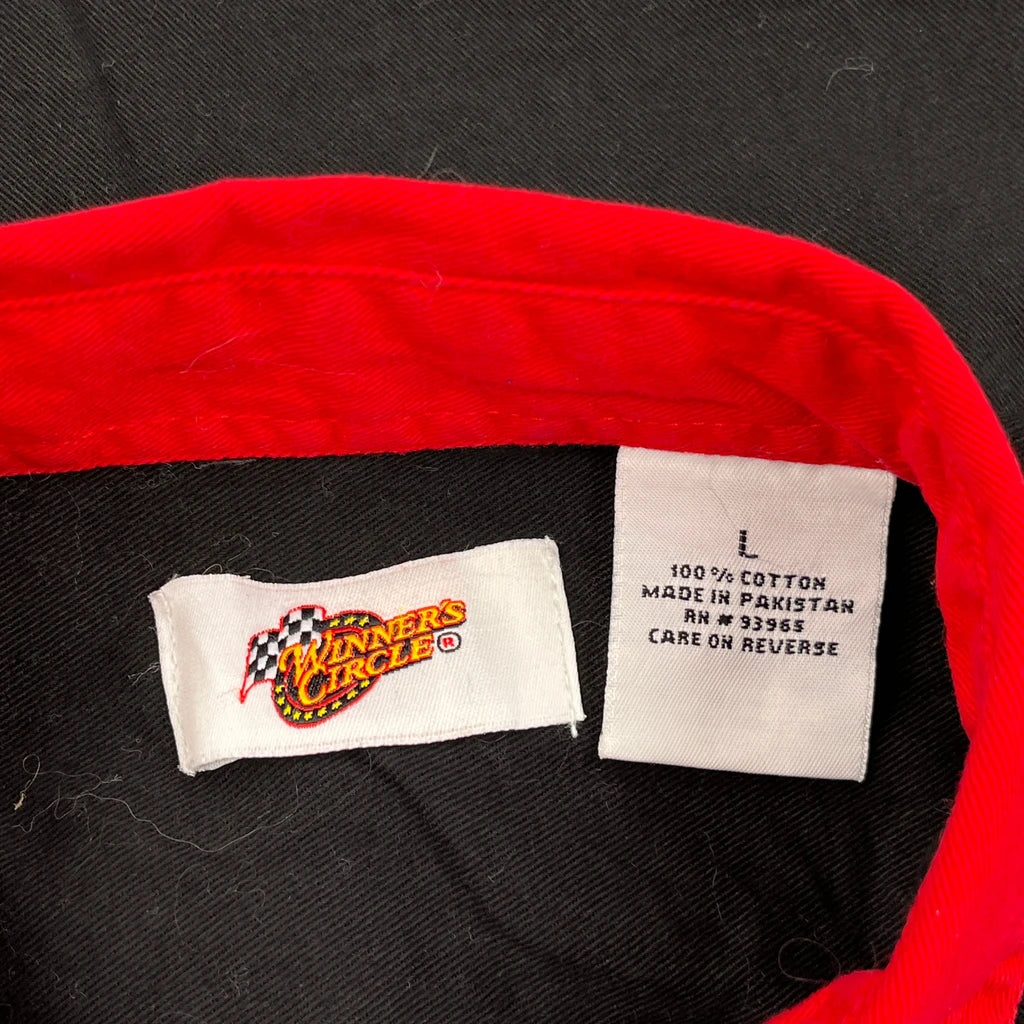 WINNER'S
CIRCLE®
L
100% COTTON
MADE IN PAKISTAN
RN # 93965
CARE ON REVERSE